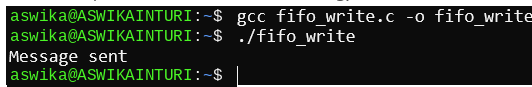 aswika@ASWIKAINTURI:~$ gcc fifo_write.c -o fifo_write
aswika@ASWIKAINTURI:~$ ./fifo_write
Message sent
aswika@ASWIKAINTURI:~$